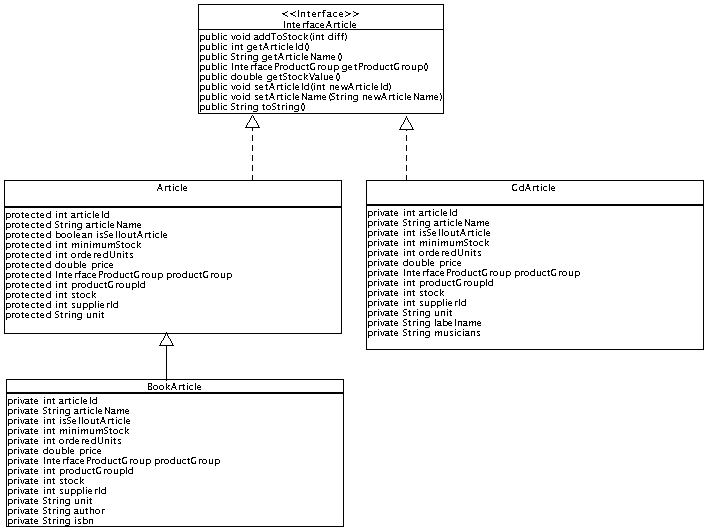 <<Interface>>
InterfaceArticle
public void addToStock(int diff)
public int getArticleId()
public String getArticleName()
public InterfaceProductGroup getProductGroup()
public double getStockValue()
public void setArticleId(int newArticleId)
public void setArticleName(String newArticleName)
public String toString()
Article
protected int articleId
protected String articleName
protected boolean isSelloutArticle
protected int minimumStock
protected int orderedUnits
protected double price
protected InterfaceProductGroup productGroup
protected int productGroupId
protected int stock
protected int supplierId
protected String unit
CdArticle
private int articleId
private String articleName
private int isSelloutArticle
private int minimumStock
private int orderedUnits
private double price
private InterfaceProductGroup productGroup
private int productGroupId
private int stock
private int supplierId
private String unit
private String labelname
private String musicians
BookArticle
private int articleId
private String articleName
private int isSelloutArticle
private int minimumStock
private int orderedUnits
private double price
private InterfaceProductGroup productGroup
private int productGroupId
private int stock
private int supplierId
private String unit
private String author
private String isbn